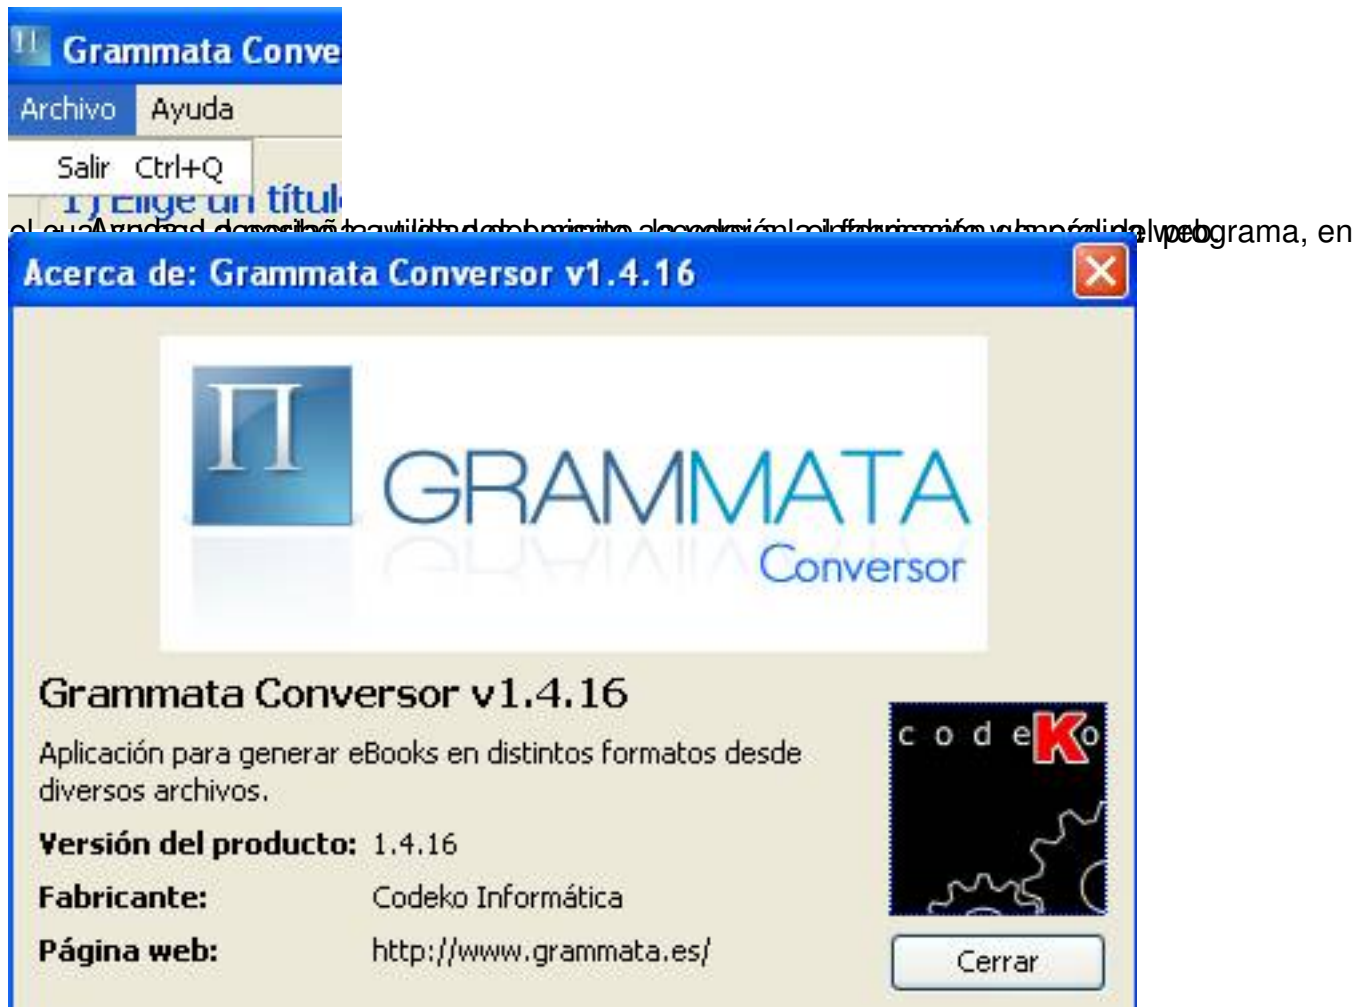 Grammata Conve
Archivo Ayuda
Salir Ctrl+Q
1) Elige un títul
programa, en
Acerca de: Grammata Conversor v1.4.16
Π
GRAMMATA
Conversor
Grammata Conversor v1.4.16
Aplicación para generar eBooks en distintos formatos desde
diversos archivos.
codeKo
Versión del producto: 1.4.16
Fabricante: Codeko Informática
Página web: http://www.grammata.es/
Cerrar